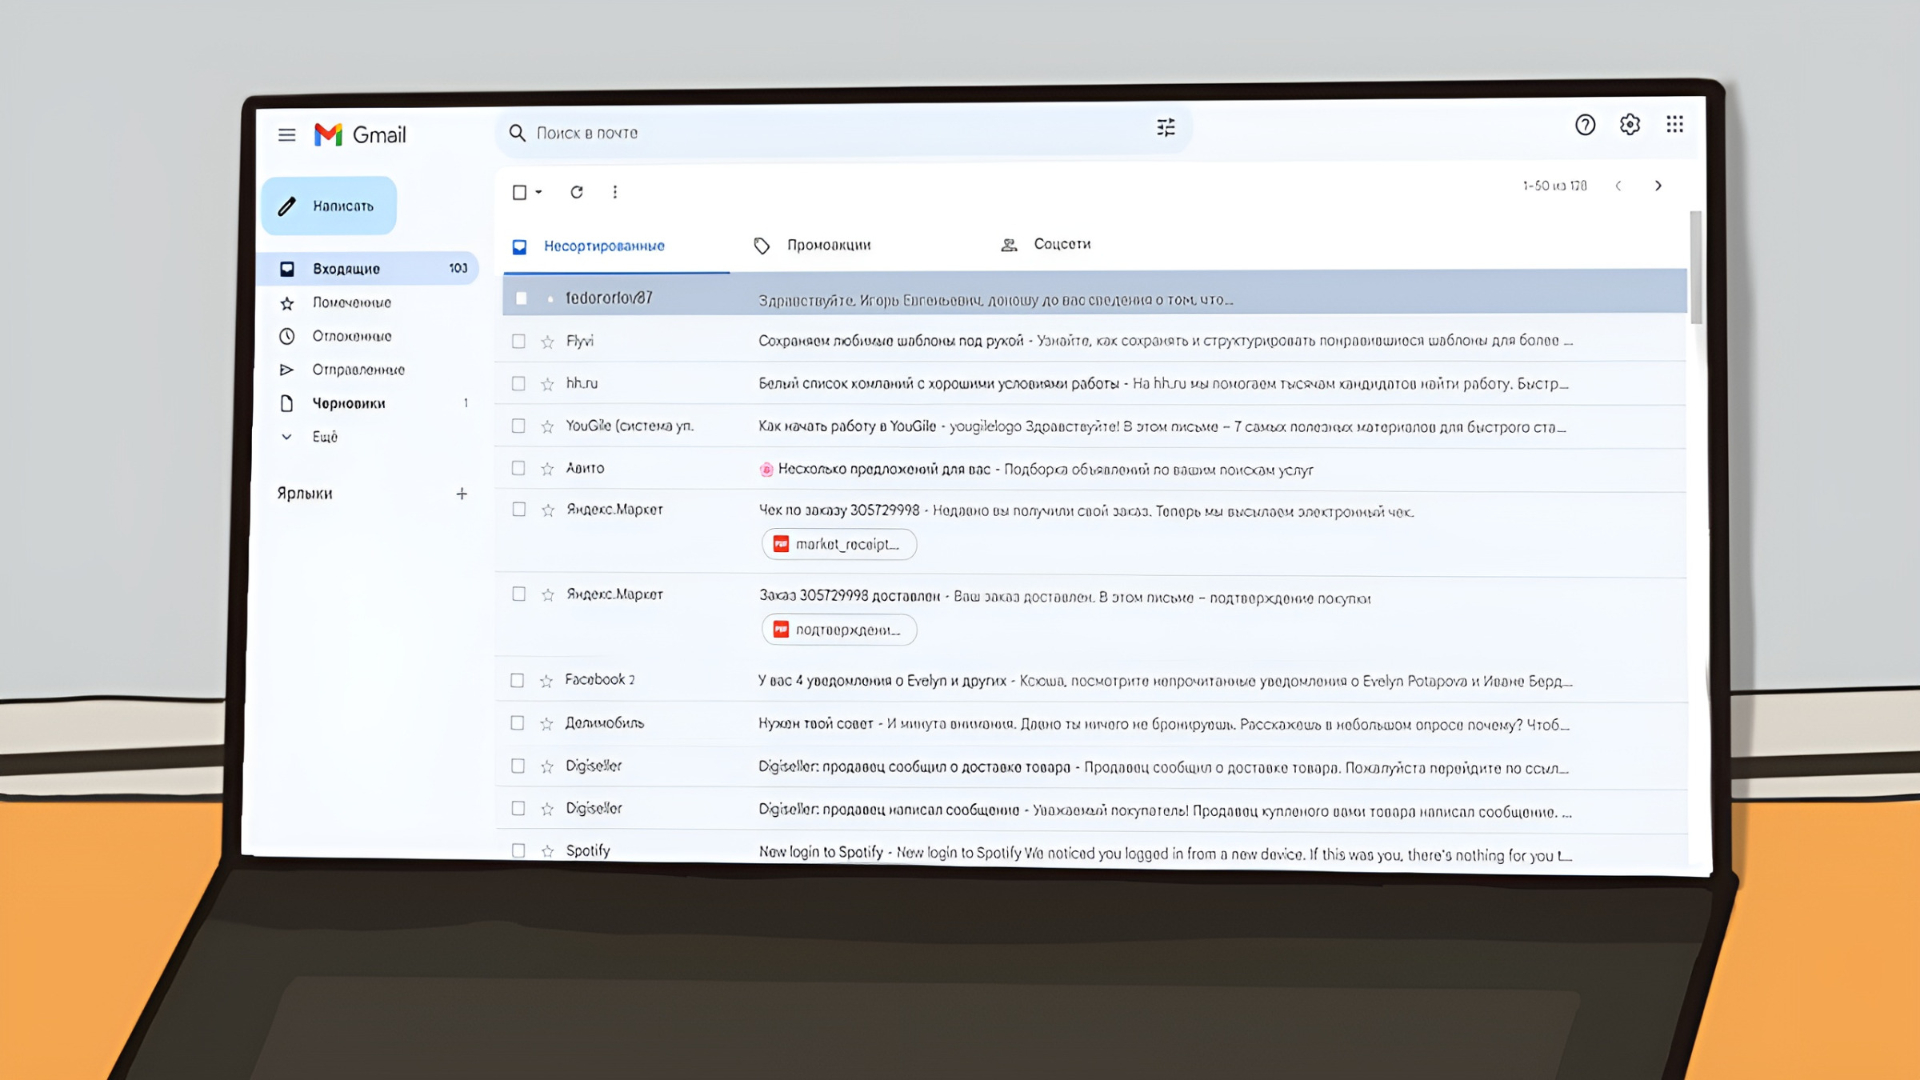 Gmail
Поиск в почте
Написать
1-50 из 128
Несортированные
Промоакции
Соцсети
Входящие 103
Помеченные
Отложенные
Отправленные
Черновики 1
Ещё
Ярлыки +
fedororlov87 Здравствуйте, Игорь Евгеньевич, доношу до вас сведения о том, что...
Flyvi Сохраняем любимые шаблоны под рукой - Узнайте, как сохранять и структурировать понравившиеся шаблоны для более ...
hh.ru Белый список компаний с хорошими условиями работы - На hh.ru мы помогаем тысячам кандидатов найти работу. Быстр...
YouGile (система уп. Как начать работу в YouGile - yougilelogo Здравствуйте! В этом письме – 7 самых полезных материалов для быстрого ста...
Авито 🌸 Несколько предложений для вас - Подборка объявлений по вашим поискам услуг
Яндекс.Маркет Чек по заказу 305729998 - Недавно вы получили свой заказ. Теперь мы высылаем электронный чек.
PDF market_receipt...
Яндекс.Маркет Заказ 305729998 доставлен - Ваш заказ доставлен. В этом письме – подтверждение покупки
PDF подтверждени...
Facebook 2 У вас 4 уведомления о Evelyn и других - Ксюша, посмотрите непрочитанные уведомления о Evelyn Potapova и Иване Берд...
Делимобиль Нужен твой совет - И минута внимания. Давно ты ничего не бронируешь. Расскажешь в небольшом опросе почему? Чтоб...
Digiseller Digiseller: продавец сообщил о доставке товара - Продавец сообщил о доставке товара. Пожалуйста перейдите по ссыл...
Digiseller Digiseller: продавец написал сообщение - Уважаемый покупатель! Продавец купленого вами товара написал сообщение. ...
Spotify New login to Spotify - New login to Spotify We noticed you logged in from a new device. If this was you, there's nothing for you t...